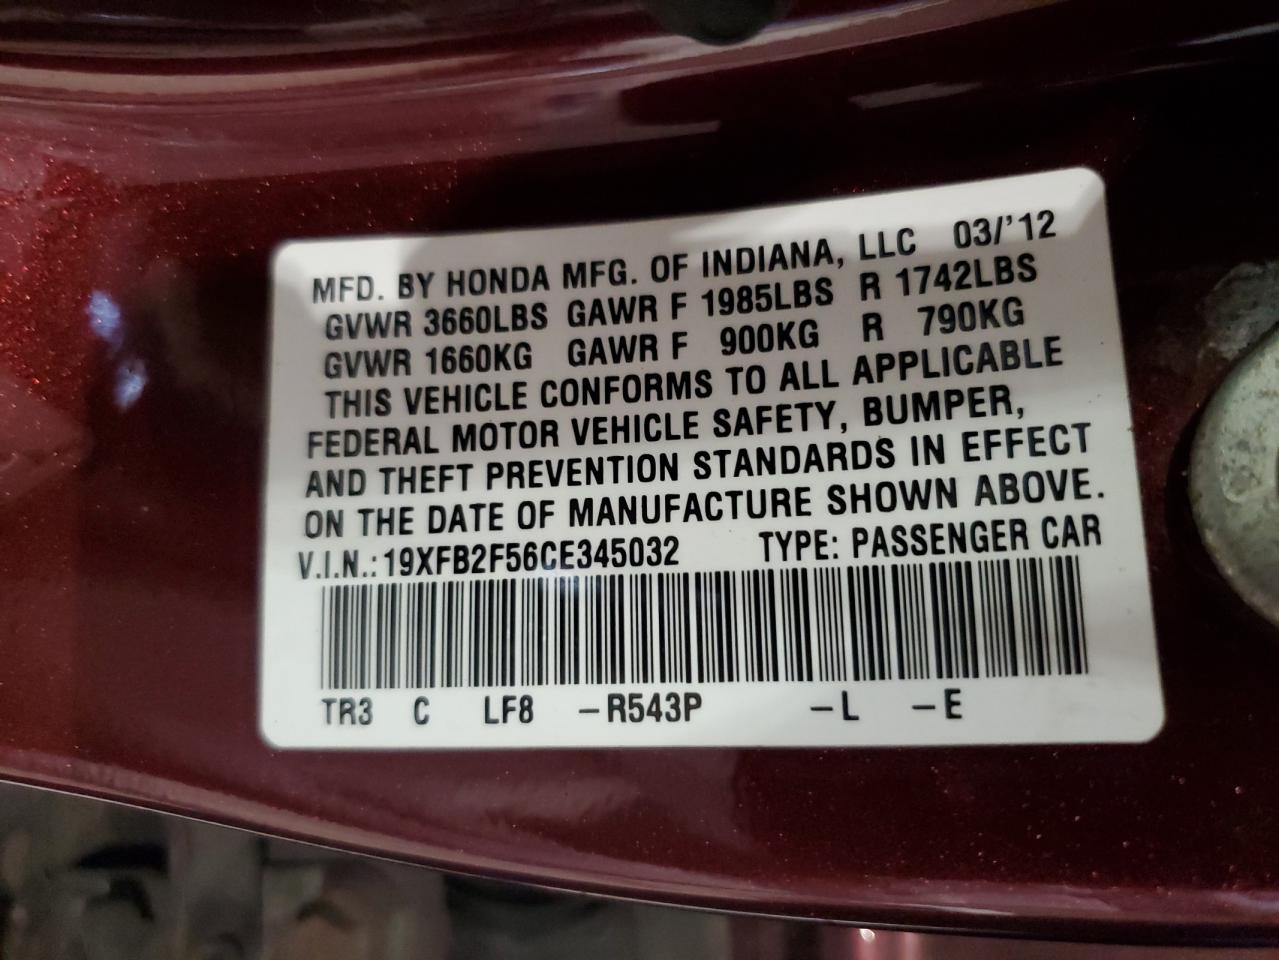 MFD. BY HONDA MFG. OF INDIANA, LLC 03/'12
GVWR 3660LBS GAWR F 1985LBS R 1742LBS
GVWR 1660KG GAWR F 900KG R 790KG
THIS VEHICLE CONFORMS TO ALL APPLICABLE
FEDERAL MOTOR VEHICLE SAFETY, BUMPER,
AND THEFT PREVENTION STANDARDS IN EFFECT
ON THE DATE OF MANUFACTURE SHOWN ABOVE.
V.I.N.: 19XFB2F56CE345032 TYPE: PASSENGER CAR
TR3 C LF8 -R543P -L -E